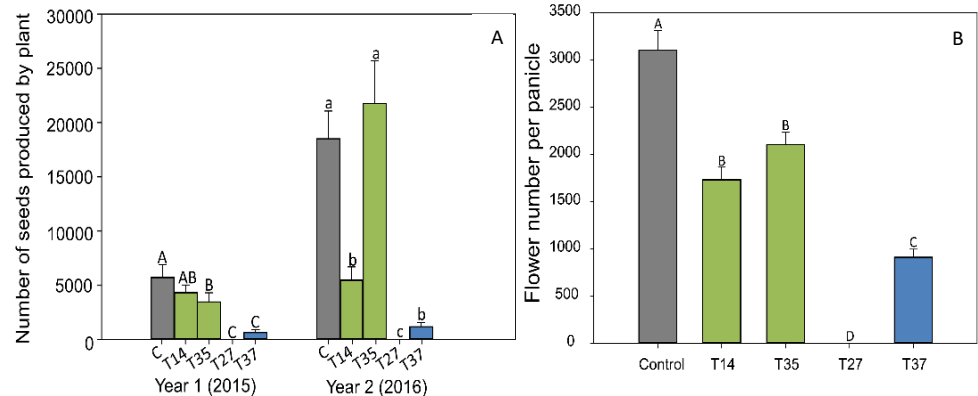 A
Number of seeds produced by plant
30000
25000
20000
15000
10000
5000
0
A
AB
B
C
C
a
b
a
c
b
C
T14
T35
T27
T37
C
T14
T35
T27
T37
Year 1 (2015)
Year 2 (2016)
B
Flower number per panicle
3500
3000
2500
2000
1500
1000
500
0
A
B
B
D
C
Control
T14
T35
T27
T37